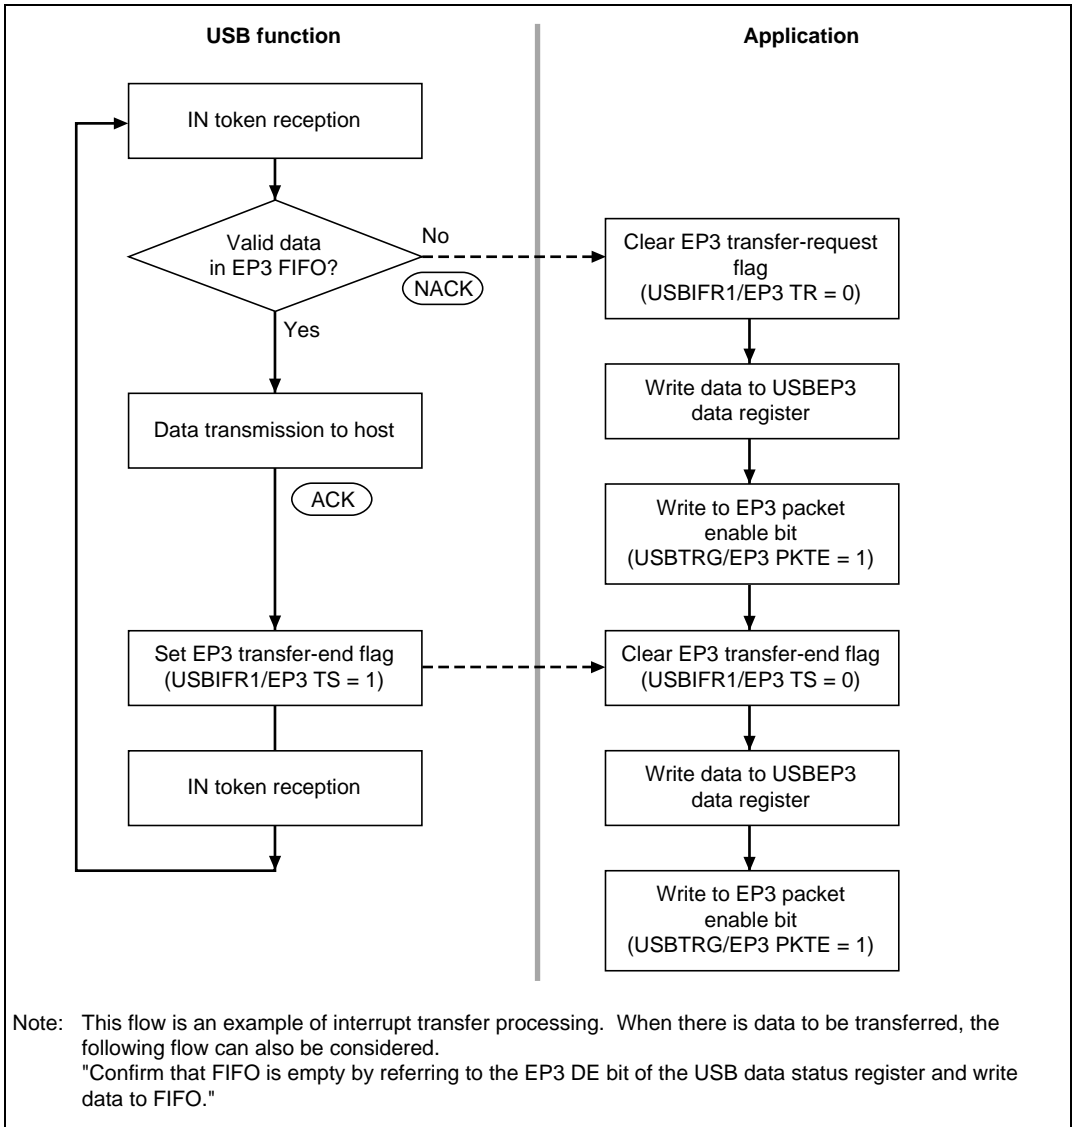 USB function
Application
IN token reception
Valid data
in EP3 FIFO?
No
NACK
Yes
Data transmission to host
ACK
Set EP3 transfer-end flag
(USBIFR1/EP3 TS = 1)
IN token reception
Clear EP3 transfer-request
flag
(USBIFR1/EP3 TR = 0)
Write data to USBEP3
data register
Write to EP3 packet
enable bit
(USBTRG/EP3 PKTE = 1)
Clear EP3 transfer-end flag
(USBIFR1/EP3 TS = 0)
Write data to USBEP3
data register
Write to EP3 packet
enable bit
(USBTRG/EP3 PKTE = 1)
Note: This flow is an example of interrupt transfer processing. When there is data to be transferred, the
following flow can also be considered.
"Confirm that FIFO is empty by referring to the EP3 DE bit of the USB data status register and write
data to FIFO."